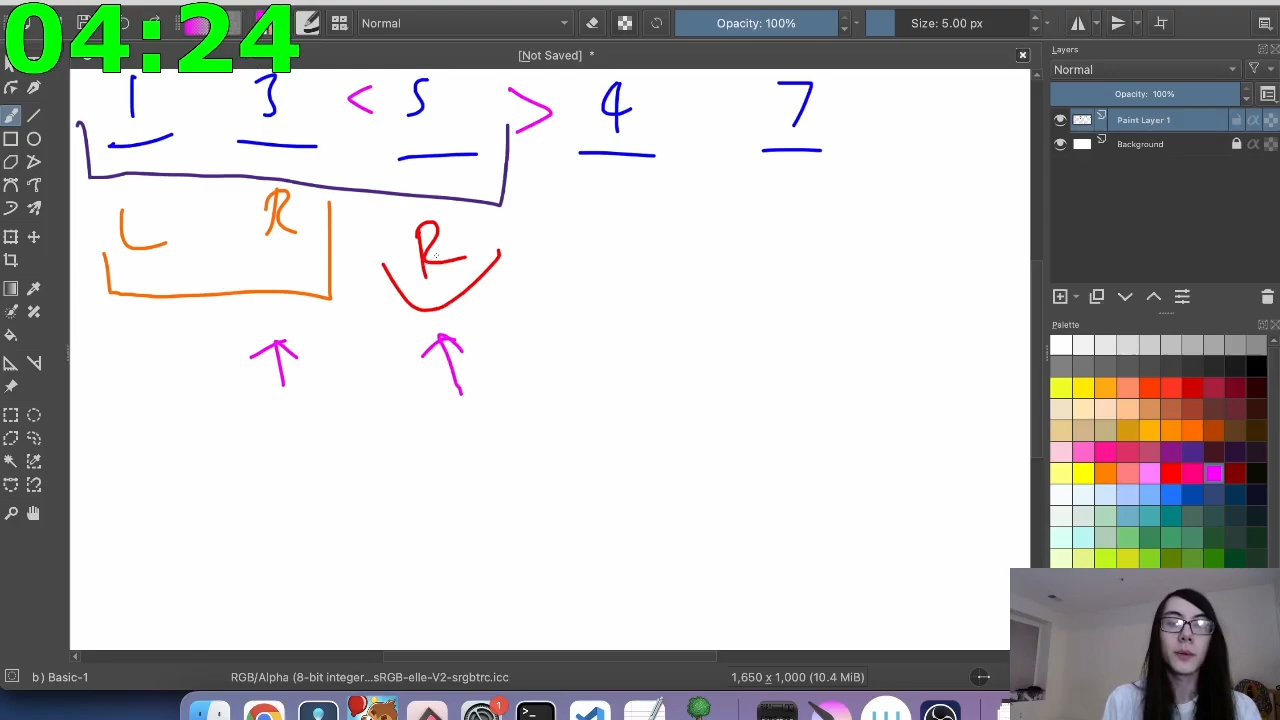 04:24
Normal
Opacity: 100%
Size: 5.00 px
[Not Saved] *
1 3 < 5 > 4 7
L R R
Layers
Normal
Opacity: 100%
Paint Layer 1
Background
Palette
b) Basic-1
RGB/Alpha (8-bit integer...sRGB-elle-V2-srgbtrc.icc
1,650 x 1,000 (10.4 MiB)
1